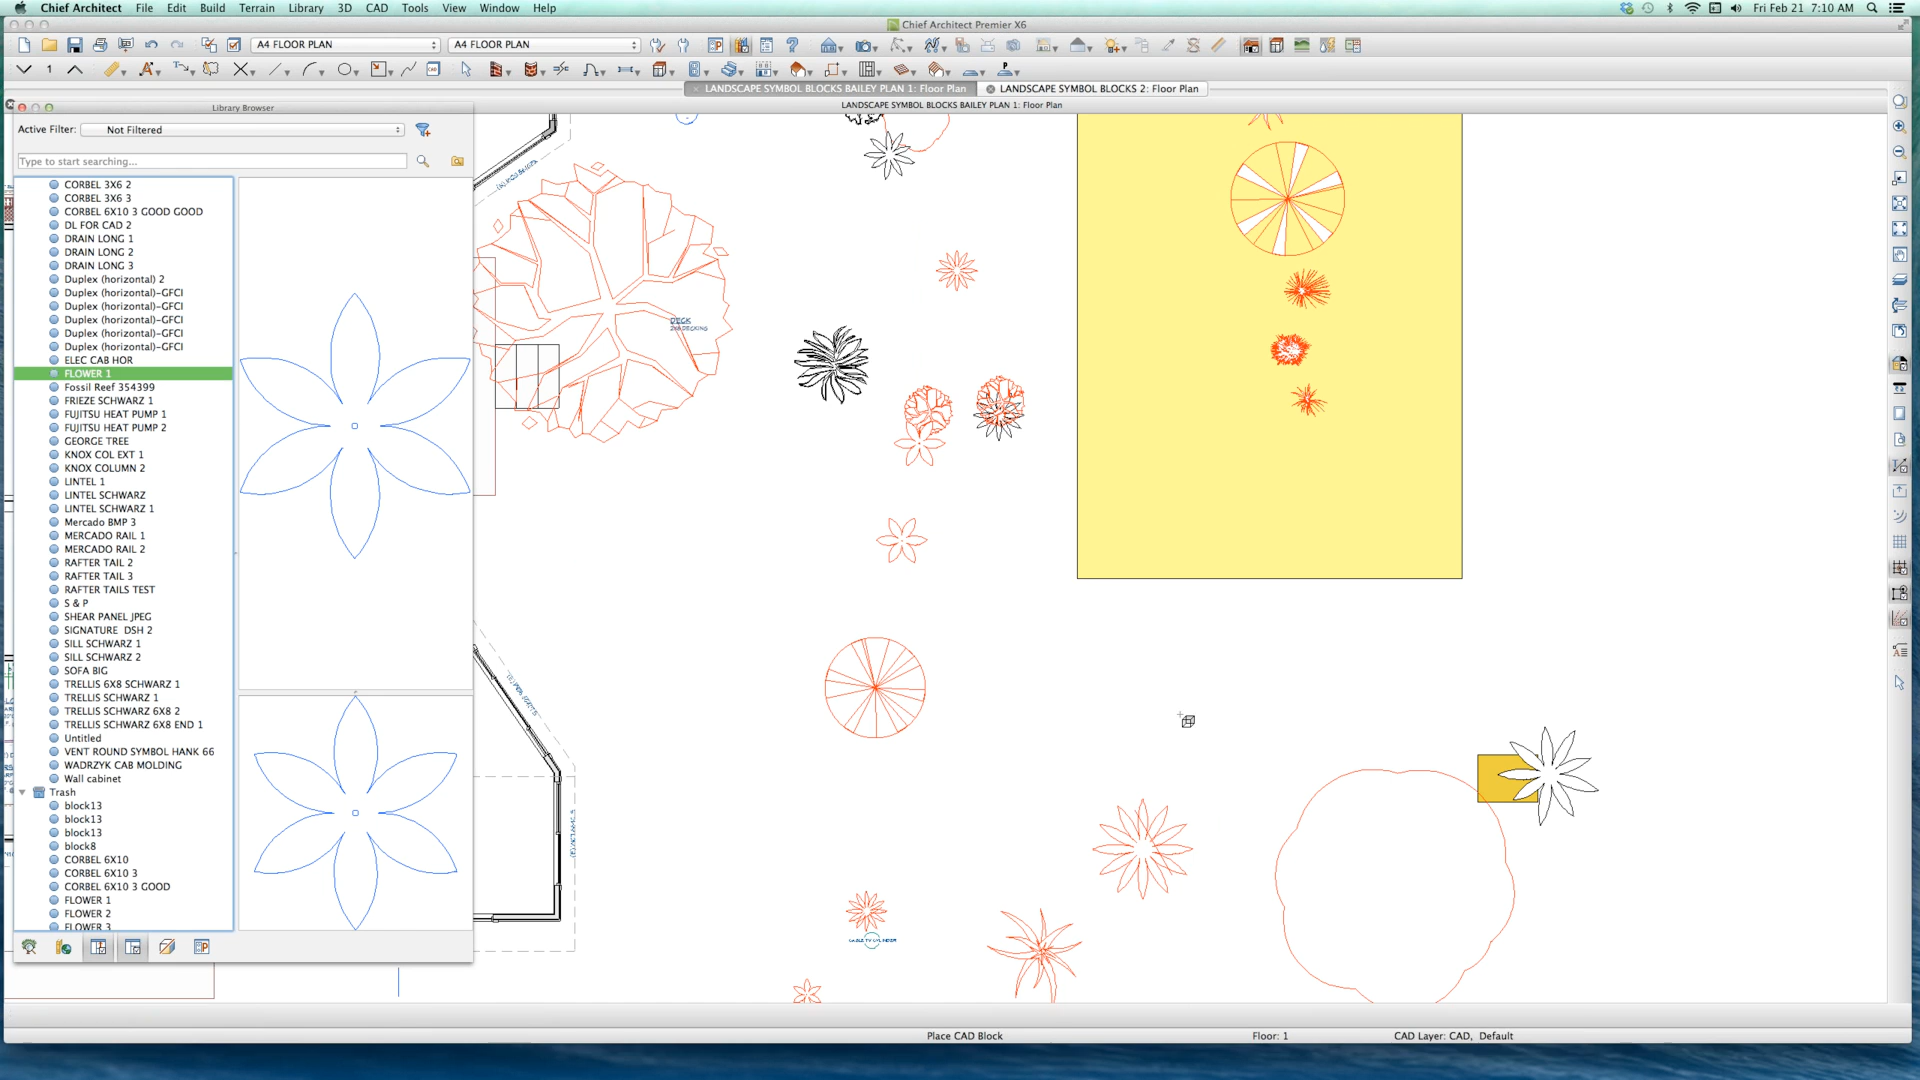 Chief Architect File Edit Build Terrain Library 3D CAD Tools View Window Help
Fri Feb 21 7:10 AM
Chief Architect Premier X6
A4 FLOOR PLAN
A4 FLOOR PLAN
1
LANDSCAPE SYMBOL BLOCKS BAILEY PLAN 1: Floor Plan
LANDSCAPE SYMBOL BLOCKS 2: Floor Plan
LANDSCAPE SYMBOL BLOCKS BAILEY PLAN 1: Floor Plan
Library Browser
Active Filter: Not Filtered
Type to start searching...
CORBEL 3X6 2
CORBEL 3X6 3
CORBEL 6X10 3 GOOD GOOD
DL FOR CAD 2
DRAIN LONG 1
DRAIN LONG 2
DRAIN LONG 3
Duplex (horizontal) 2
Duplex (horizontal)-GFCI
Duplex (horizontal)-GFCI
Duplex (horizontal)-GFCI
Duplex (horizontal)-GFCI
Duplex (horizontal)-GFCI
ELEC CAB HOR
FLOWER 1
Fossil Reef 354399
FRIEZE SCHWARZ 1
FUJITSU HEAT PUMP 1
FUJITSU HEAT PUMP 2
GEORGE TREE
KNOX COL EXT 1
KNOX COLUMN 2
LINTEL 1
LINTEL SCHWARZ
LINTEL SCHWARZ 1
Mercado BMP 3
MERCADO RAIL 1
MERCADO RAIL 2
RAFTER TAIL 2
RAFTER TAIL 3
RAFTER TAILS TEST
S & P
SHEAR PANEL JPEG
SIGNATURE DSH 2
SILL SCHWARZ 1
SILL SCHWARZ 2
SOFA BIG
TRELLIS 6X8 SCHWARZ 1
TRELLIS SCHWARZ 1
TRELLIS SCHWARZ 6X8 2
TRELLIS SCHWARZ 6X8 END 1
Untitled
VENT ROUND SYMBOL HANK 66
WADRZYK CAB MOLDING
Wall cabinet
Trash
block13
block13
block13
block8
CORBEL 6X10
CORBEL 6X10 3
CORBEL 6X10 3 GOOD
FLOWER 1
FLOWER 2
FLOWER 3
DECK
2X6 DECKING
CABLE TV CYLINDER
Place CAD Block
Floor: 1
CAD Layer: CAD, Default